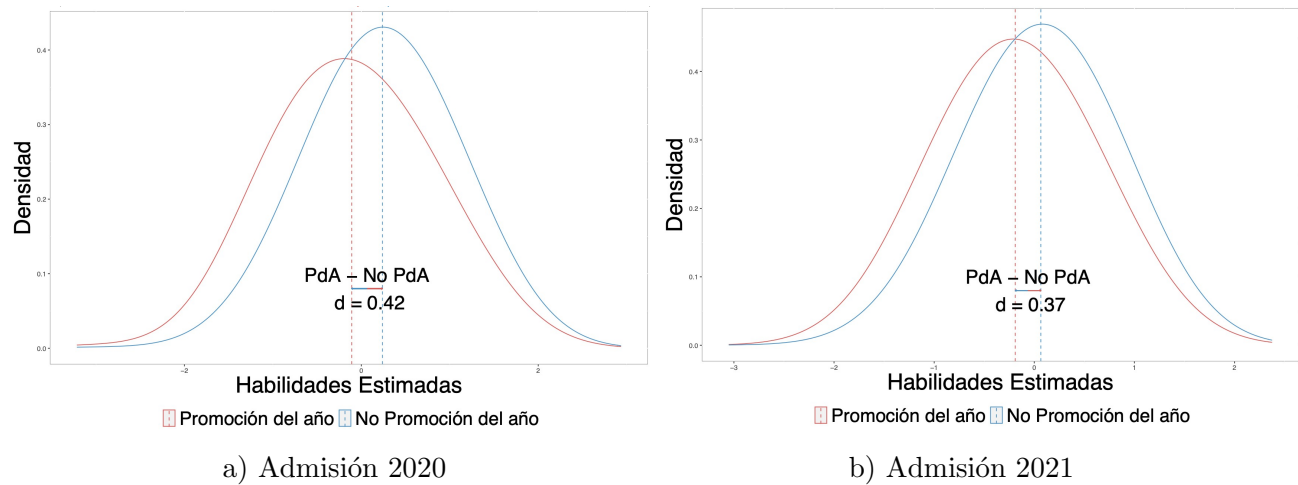 Densidad
0.4
0.3
0.2
0.1
0.0
PdA – No PdA
d = 0.42
-2
0
2
Habilidades Estimadas
Promoción del año No Promoción del año
a) Admisión 2020
Densidad
0.4
0.3
0.2
0.1
0.0
PdA – No PdA
d = 0.37
-3
-2
-1
0
1
2
Habilidades Estimadas
Promoción del año No Promoción del año
b) Admisión 2021